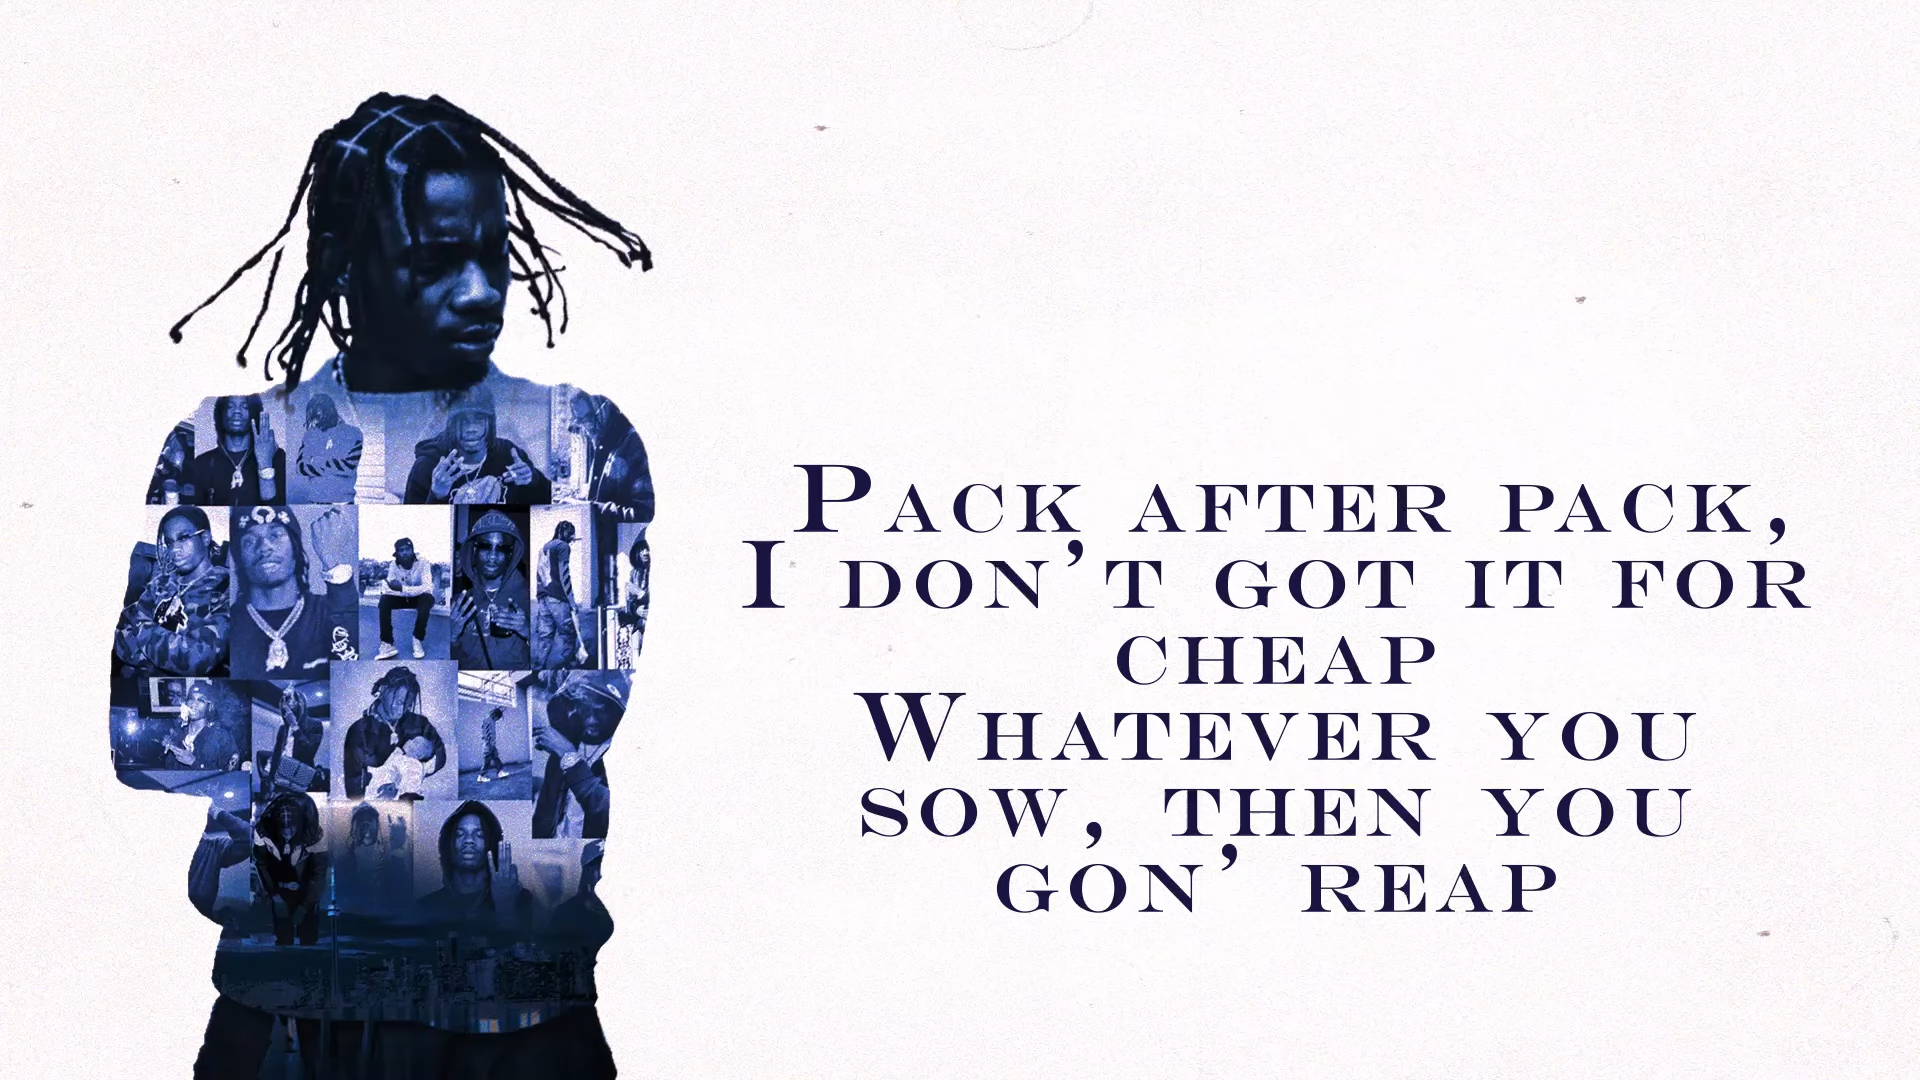 Pack after pack,
I don't got it for
cheap
Whatever you
sow, then you
gon' reap